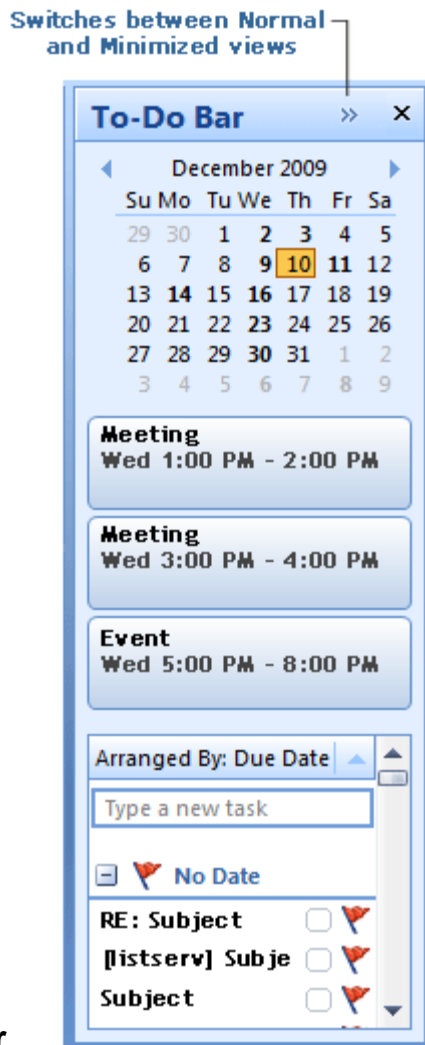 Switches between Normal
and Minimized views
To-Do Bar » ×
December 2009
Su Mo Tu We Th Fr Sa
29 30 1 2 3 4 5
6 7 8 9 10 11 12
13 14 15 16 17 18 19
20 21 22 23 24 25 26
27 28 29 30 31 1 2
3 4 5 6 7 8 9
Meeting
Wed 1:00 PM - 2:00 PM
Meeting
Wed 3:00 PM - 4:00 PM
Event
Wed 5:00 PM - 8:00 PM
Arranged By: Due Date
Type a new task
No Date
RE: Subject
[listserv] Subje
Subject
r